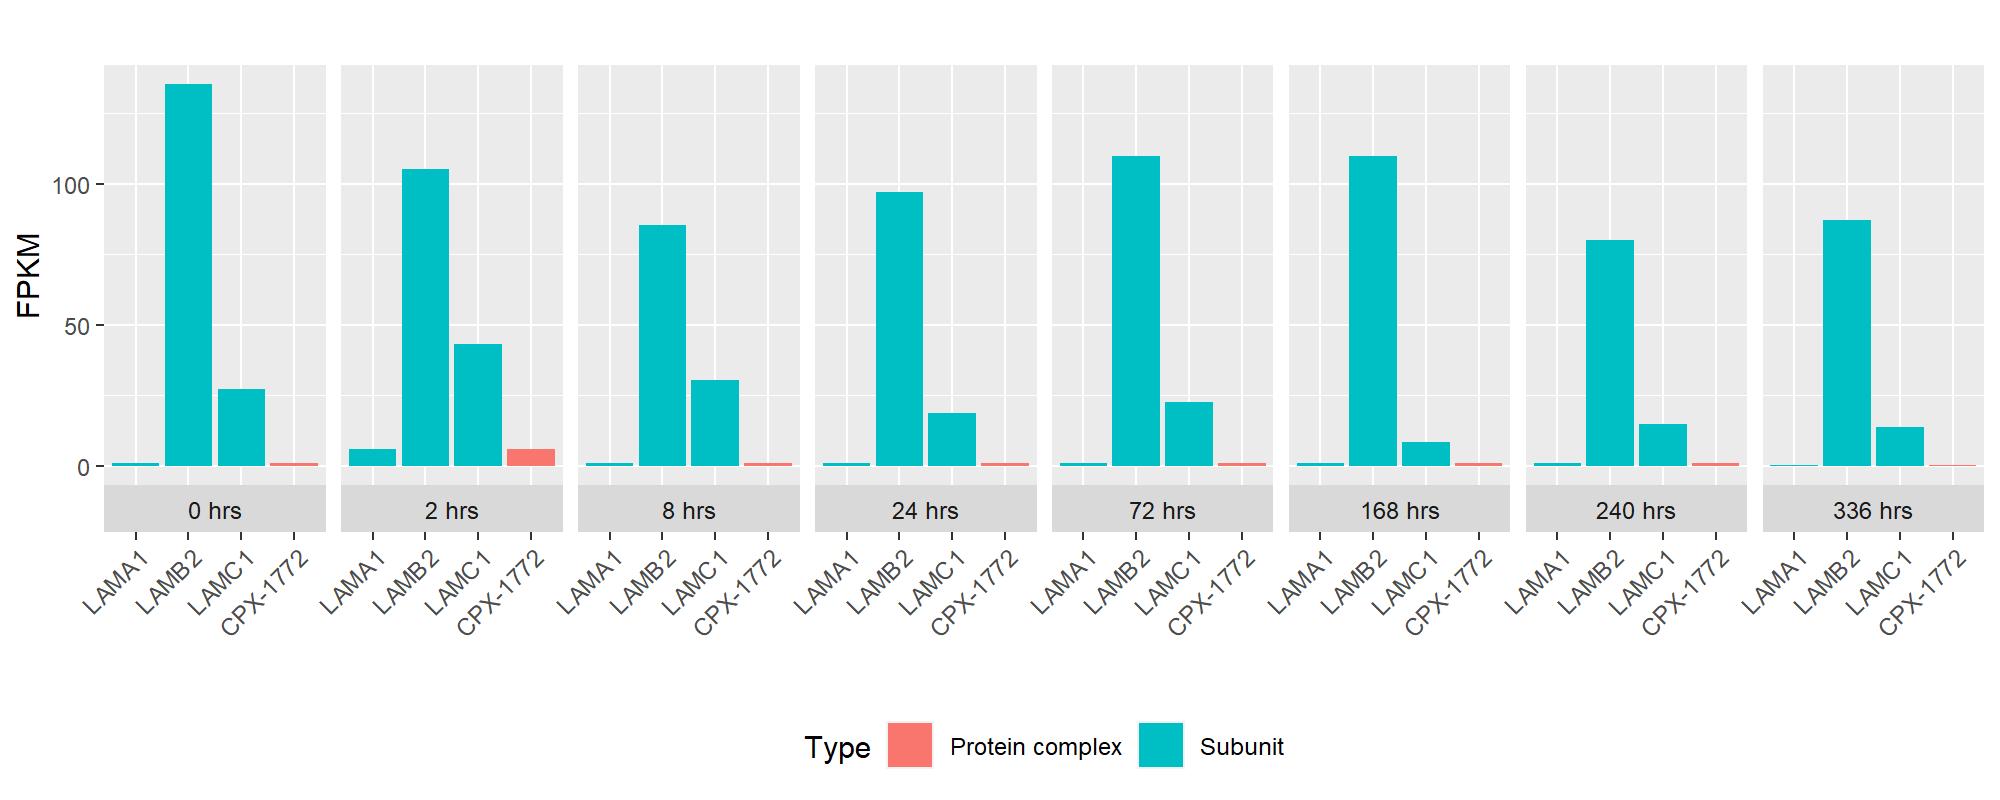 FPKM
100
50
0
0 hrs
2 hrs
8 hrs
24 hrs
72 hrs
168 hrs
240 hrs
336 hrs
LAMA1
LAMB2
LAMC1
CPX-1772
LAMA1
LAMB2
LAMC1
CPX-1772
LAMA1
LAMB2
LAMC1
CPX-1772
LAMA1
LAMB2
LAMC1
CPX-1772
LAMA1
LAMB2
LAMC1
CPX-1772
LAMA1
LAMB2
LAMC1
CPX-1772
LAMA1
LAMB2
LAMC1
CPX-1772
LAMA1
LAMB2
LAMC1
CPX-1772
Type
Protein complex
Subunit